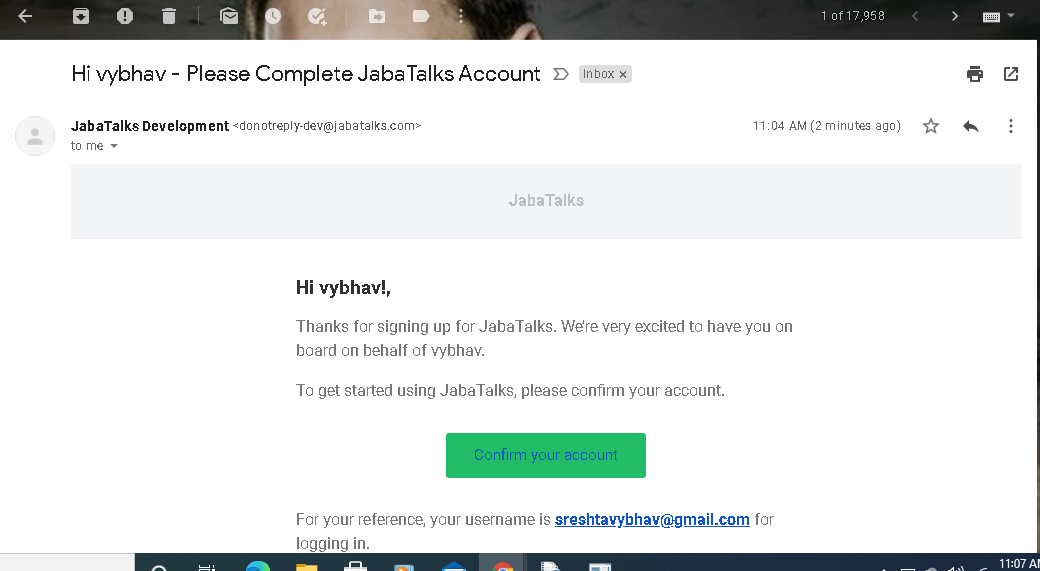 1 of 17,958
Hi vybhav - Please Complete JabaTalks Account
Inbox ×
JabaTalks Development <donotreply-dev@jabatalks.com>
11:04 AM (2 minutes ago)
to me
JabaTalks
Hi vybhav!,
Thanks for signing up for JabaTalks. We're very excited to have you on
board on behalf of vybhav.
To get started using JabaTalks, please confirm your account.
Confirm your account
For your reference, your username is sreshtavybhav@gmail.com for
logging in.
11:07 AM